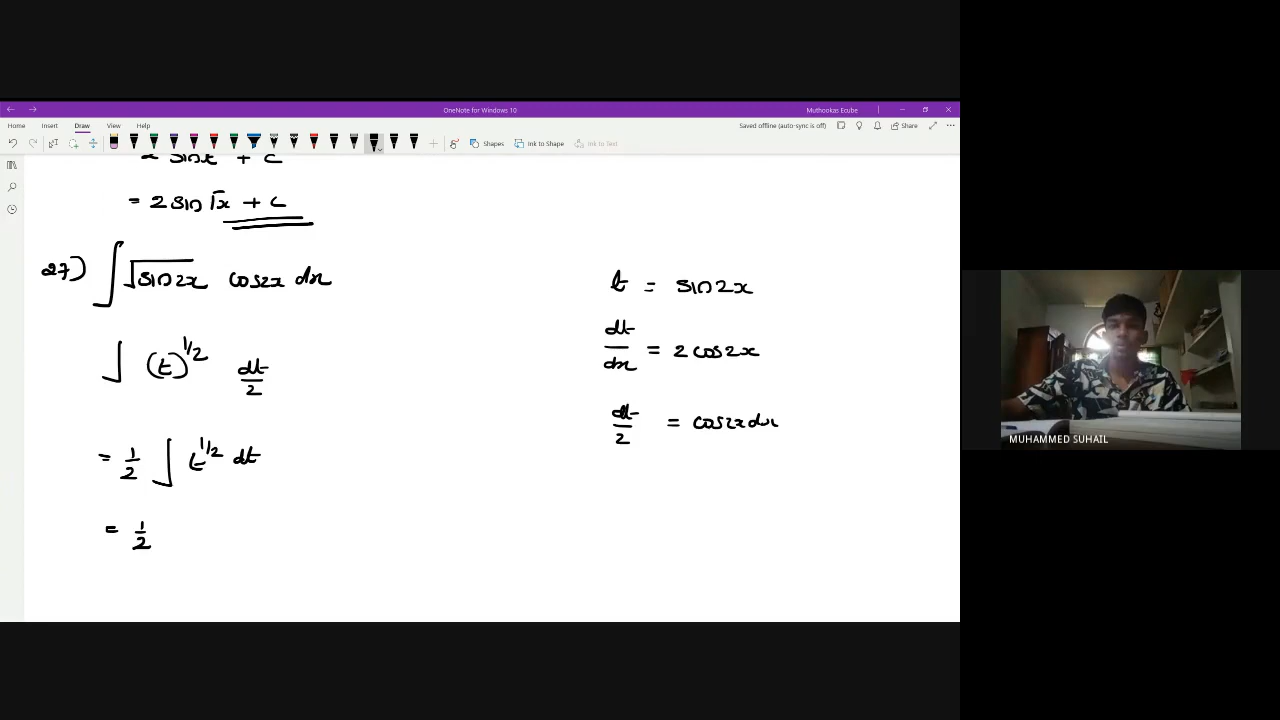 OneNote for Windows 10
Muthookas Ecube
Home Insert Draw View Help
Saved offline (auto-sync is off) Share
Shapes Ink to Shape Ink to Text
2 sint + C
= 2 sin √x + C
27) ∫ √sin2x cos2x dx
t = sin2x
∫ (t)^1/2 dt/2
dt/dx = 2 cos2x
dt/2 = cos2x dx
= 1/2 ∫ t^1/2 dt
= 1/2
MUHAMMED SUHAIL